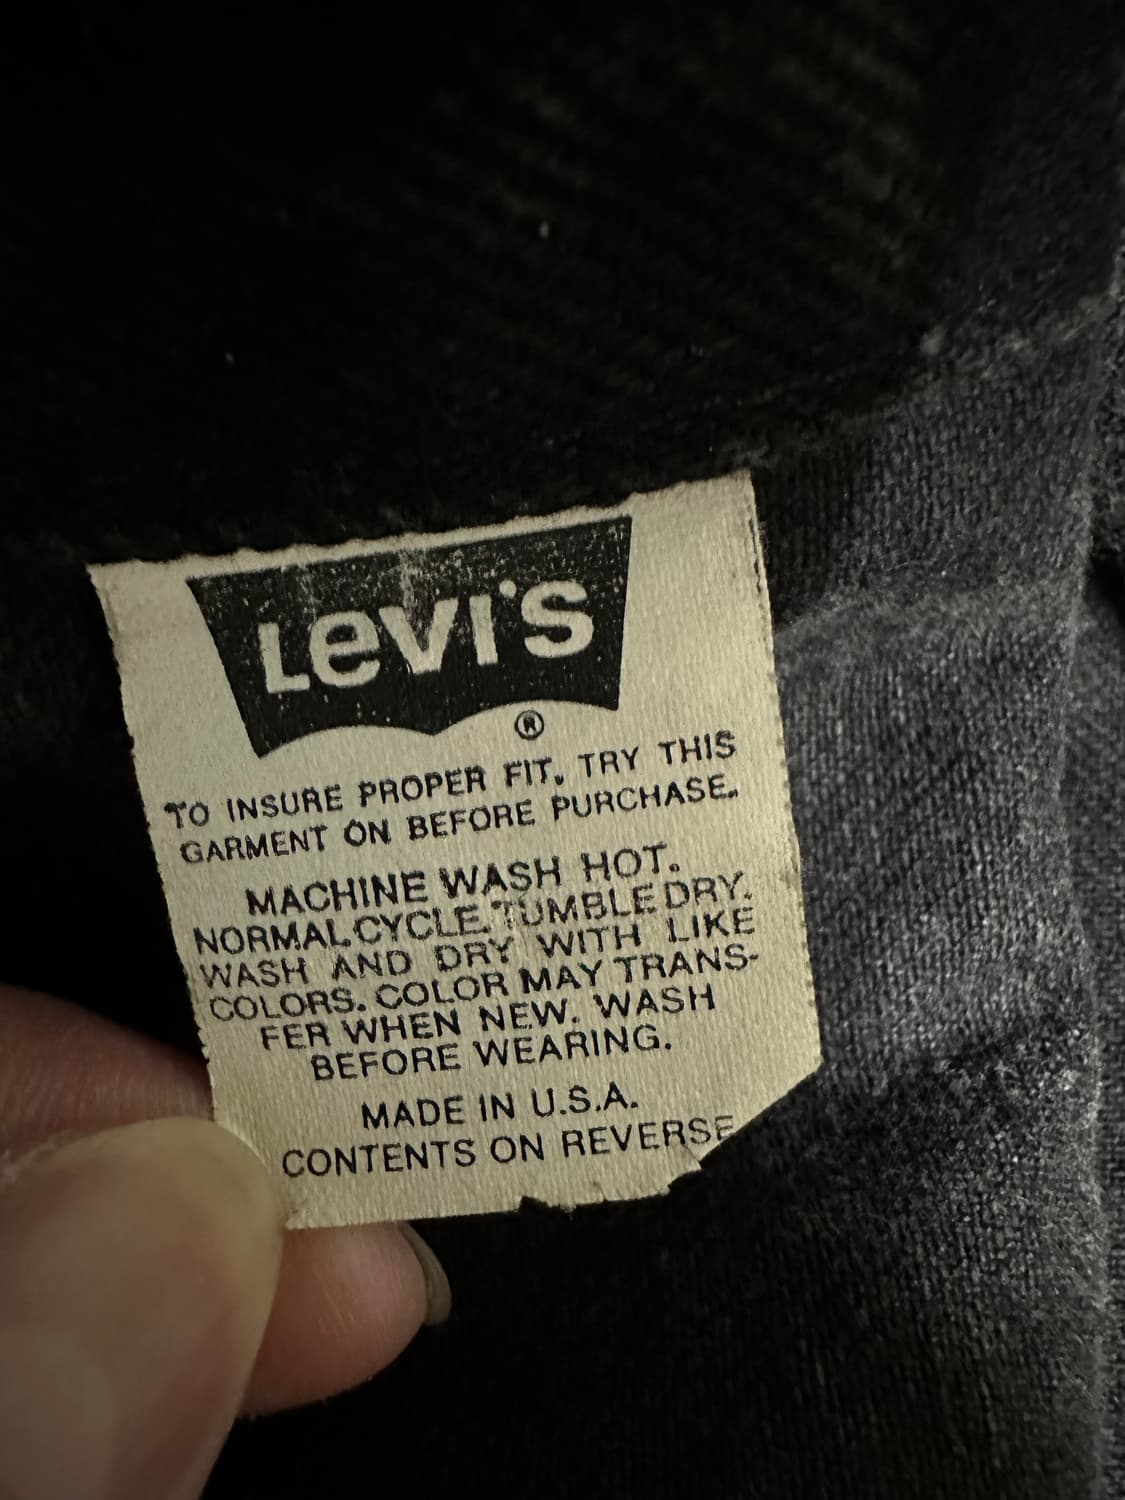 LEVI'S
®
TO INSURE PROPER FIT, TRY THIS
GARMENT ON BEFORE PURCHASE.
MACHINE WASH HOT.
NORMAL CYCLE. TUMBLE DRY.
WASH AND DRY WITH LIKE
COLORS. COLOR MAY TRANS-
FER WHEN NEW. WASH
BEFORE WEARING.
MADE IN U.S.A.
CONTENTS ON REVERSE